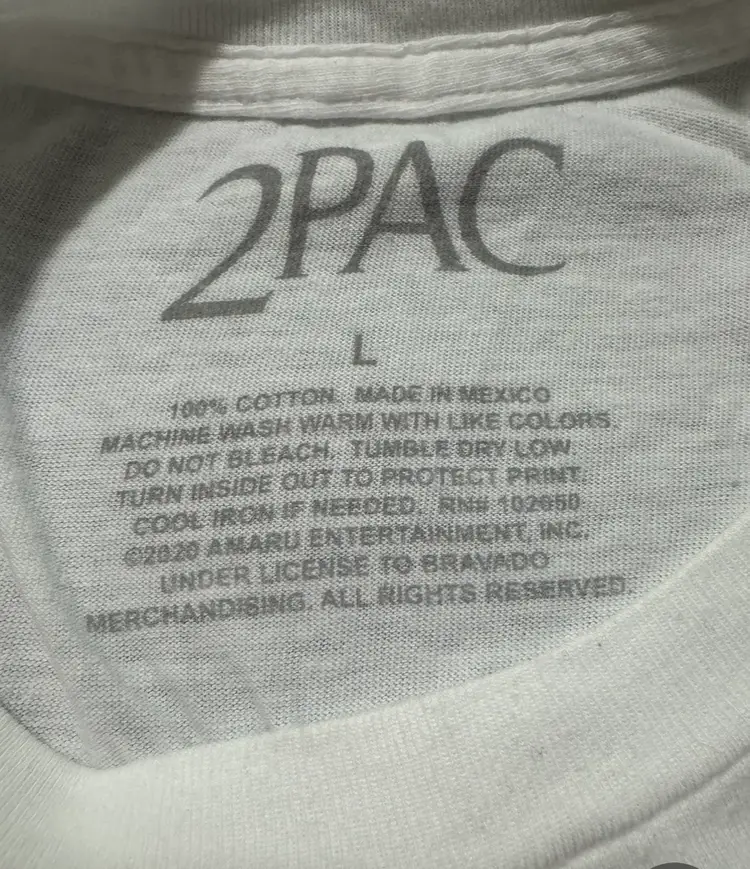 2PAC
L
100% COTTON. MADE IN MEXICO
MACHINE WASH WARM WITH LIKE COLORS.
DO NOT BLEACH. TUMBLE DRY LOW.
TURN INSIDE OUT TO PROTECT PRINT.
COOL IRON IF NEEDED. RN# 102650
©2020 AMARU ENTERTAINMENT, INC.
UNDER LICENSE TO BRAVADO
MERCHANDISING. ALL RIGHTS RESERVED.